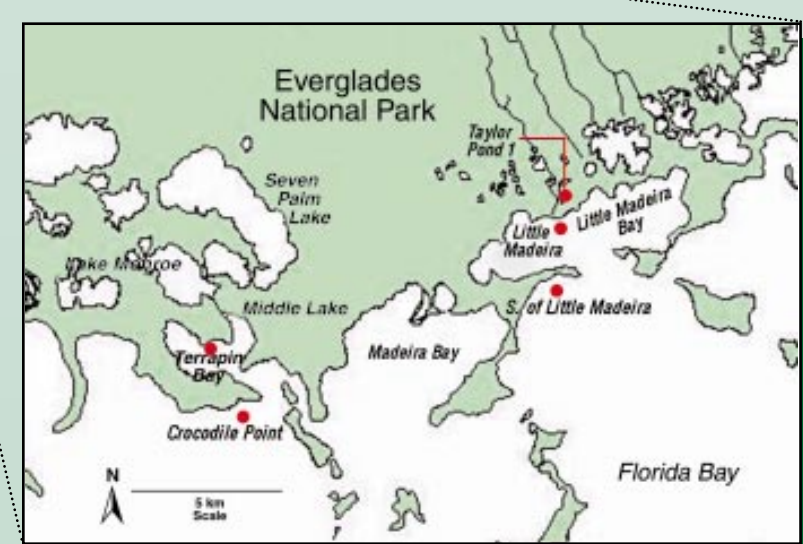 Everglades
National Park
Taylor
Pond 1
Seven
Palm
Lake
Little Madeira
Bay
Little
Madeira
Lake Monroe
Middle Lake
S. of Little Madeira
Terrapin
Bay
Madeira Bay
Crocodile Point
Florida Bay
N
5 km
Scale